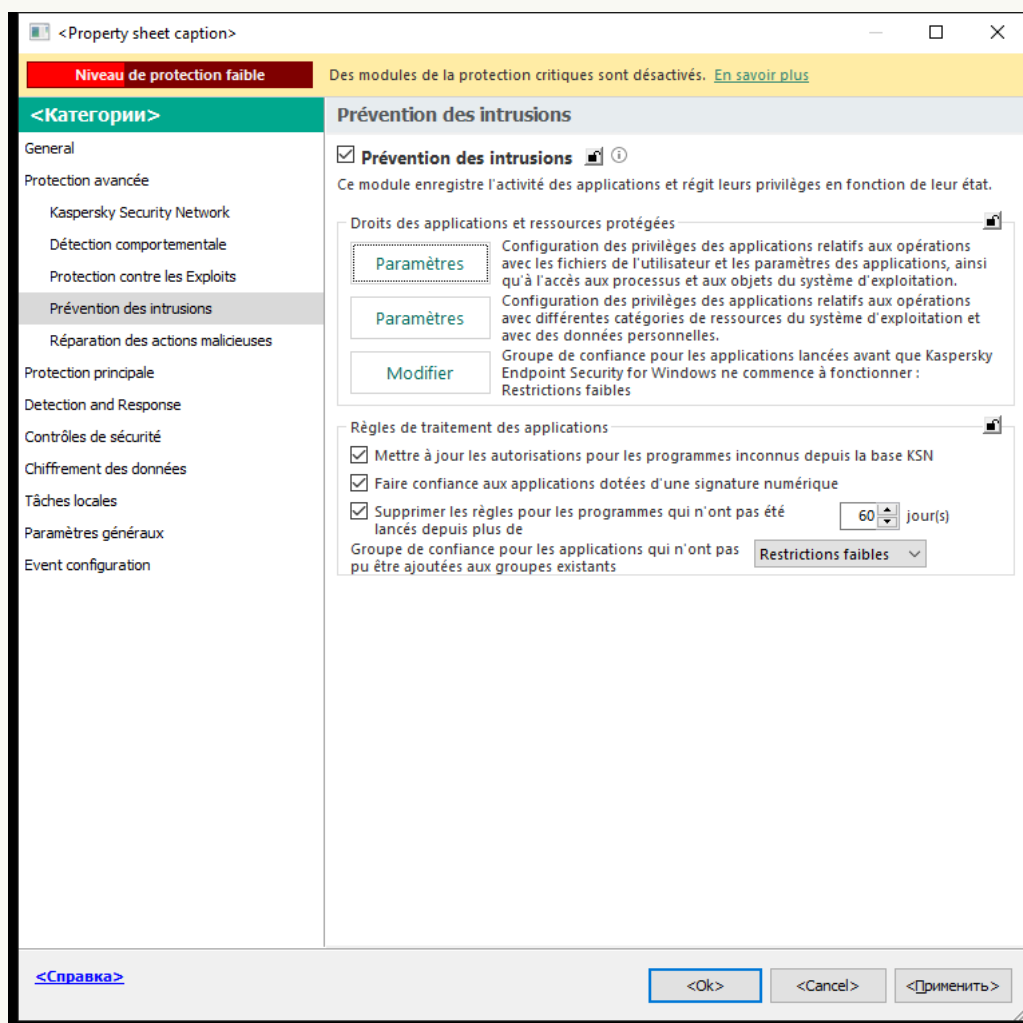 <Property sheet caption>
Niveau de protection faible
Des modules de la protection critiques sont désactivés. En savoir plus
<Категории>
General
Protection avancée
Kaspersky Security Network
Détection comportementale
Protection contre les Exploits
Prévention des intrusions
Réparation des actions malicieuses
Protection principale
Detection and Response
Contrôles de sécurité
Chiffrement des données
Tâches locales
Paramètres généraux
Event configuration
Prévention des intrusions
Prévention des intrusions
Ce module enregistre l'activité des applications et régit leurs privilèges en fonction de leur état.
Droits des applications et ressources protégées
Paramètres
Configuration des privilèges des applications relatifs aux opérations
avec les fichiers de l'utilisateur et les paramètres des applications, ainsi
qu'à l'accès aux processus et aux objets du système d'exploitation.
Paramètres
Configuration des privilèges des applications relatifs aux opérations
avec différentes catégories de ressources du système d'exploitation et
avec des données personnelles.
Modifier
Groupe de confiance pour les applications lancées avant que Kaspersky
Endpoint Security for Windows ne commence à fonctionner :
Restrictions faibles
Règles de traitement des applications
Mettre à jour les autorisations pour les programmes inconnus depuis la base KSN
Faire confiance aux applications dotées d'une signature numérique
Supprimer les règles pour les programmes qui n'ont pas été
lancés depuis plus de
60 jour(s)
Groupe de confiance pour les applications qui n'ont pas
pu être ajoutées aux groupes existants
Restrictions faibles
<Справка>
<Ok>
<Cancel>
<Применить>